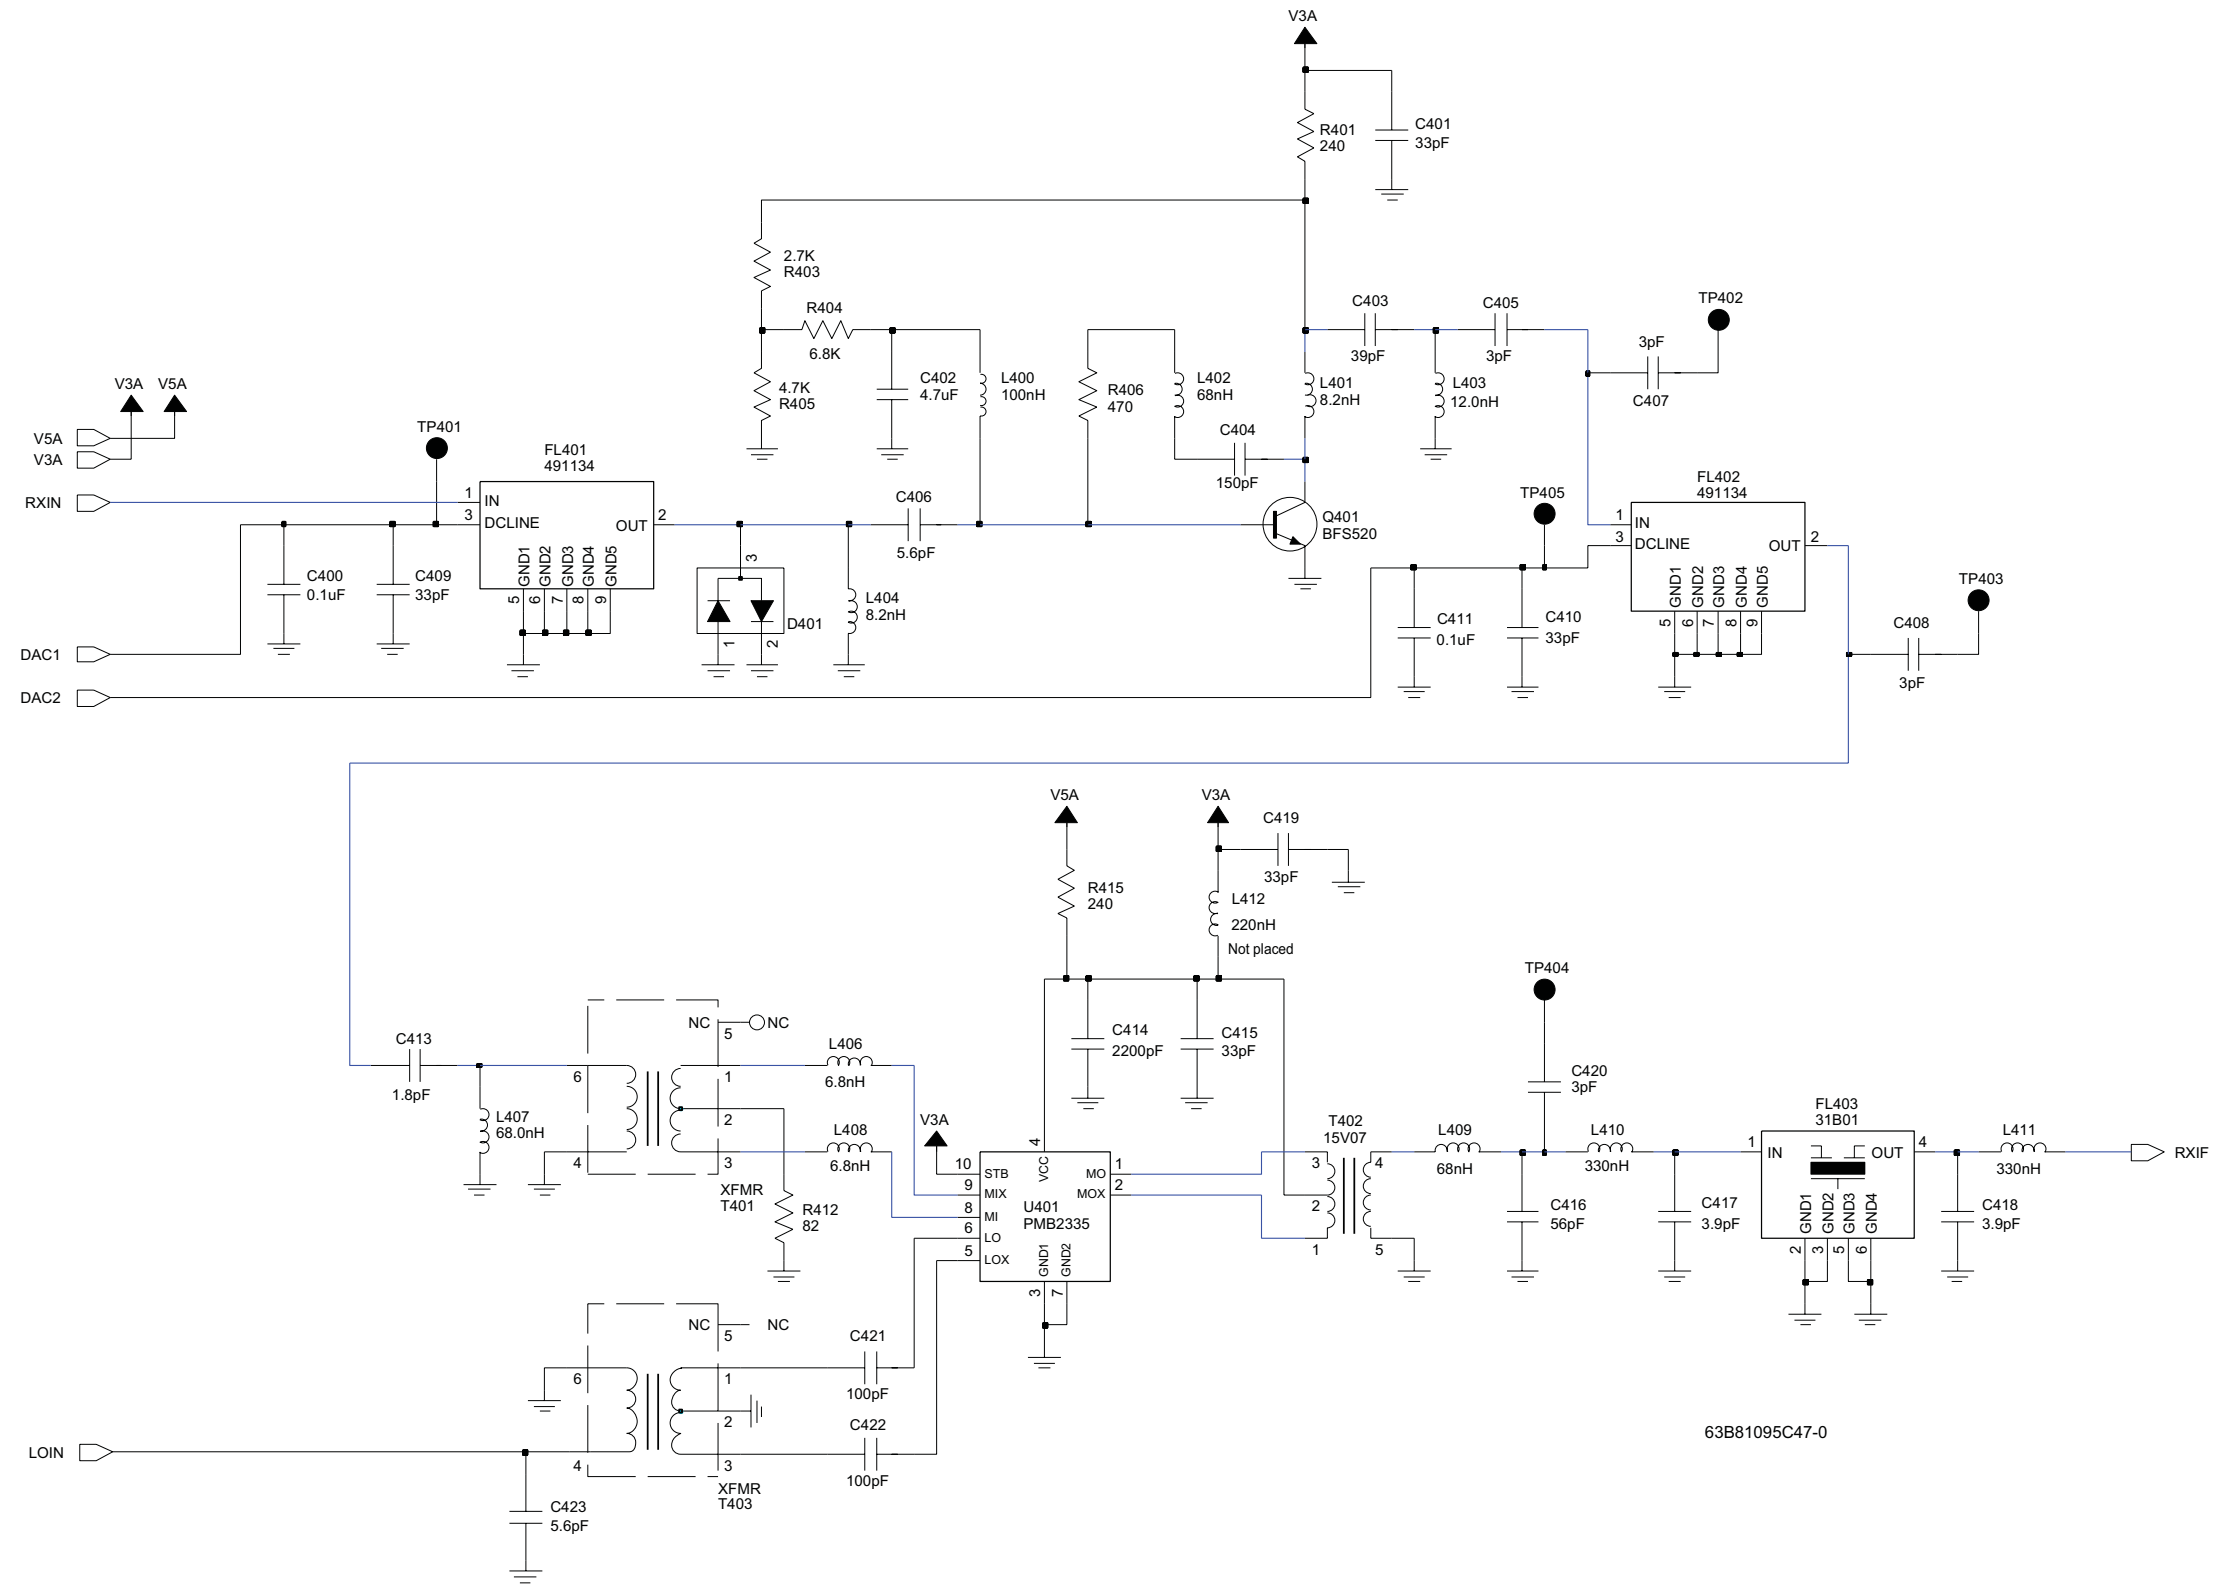 V3A
R401
240
C401
33pF
2.7K
R403
R404
6.8K
4.7K
R405
C402
4.7uF
L400
100nH
R406
470
L402
68nH
C404
150pF
L401
8.2nH
C403
39pF
C405
3pF
L403
12.0nH
3pF
C407
TP402
V3A V5A
V5A
V3A
RXIN
DAC1
DAC2
TP401
FL401
491134
1 IN
3 DCLINE
OUT 2
GND1
GND2
GND3
GND4
GND5
5
6
7
8
9
C400
0.1uF
C409
33pF
3
1
2
D401
L404
8.2nH
C406
5.6pF
Q401
BFS520
TP405
C411
0.1uF
C410
33pF
FL402
491134
1 IN
3 DCLINE
OUT 2
GND1
GND2
GND3
GND4
GND5
5
6
7
8
9
TP403
C408
3pF
V5A
R415
240
V3A
C419
33pF
L412
220nH
Not placed
C414
2200pF
C415
33pF
C413
1.8pF
L407
68.0nH
NC
5
NC
6
4
1
2
3
XFMR
T401
L406
6.8nH
L408
6.8nH
R412
82
V3A
10 STB
9 MIX
8 MI
6 LO
5 LOX
4
VCC
MO 1
MOX 2
U401
PMB2335
GND1
GND2
3
7
T402
15V07
3
2
1
4
5
L409
68nH
TP404
C420
3pF
L410
330nH
C416
56pF
C417
3.9pF
FL403
31B01
1 IN
OUT 4
GND1
GND2
GND3
GND4
2
3
5
6
L411
330nH
C418
3.9pF
RXIF
NC
5
NC
6
4
1
2
3
XFMR
T403
C421
100pF
C422
100pF
LOIN
C423
5.6pF
63B81095C47-0